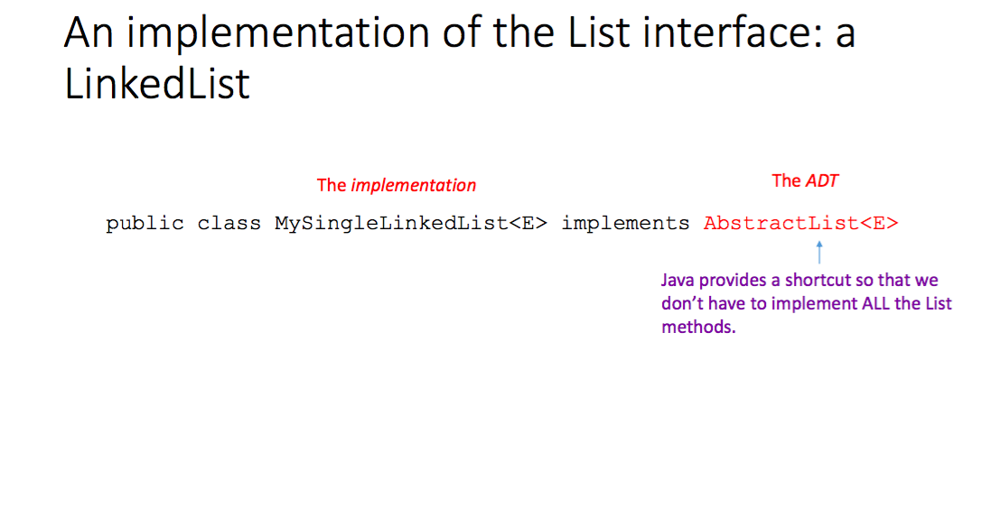 An implementation of the List interface: a
LinkedList
The implementation
The ADT
public class MySingleLinkedList<E> implements AbstractList<E>
Java provides a shortcut so that we
don’t have to implement ALL the List
methods.